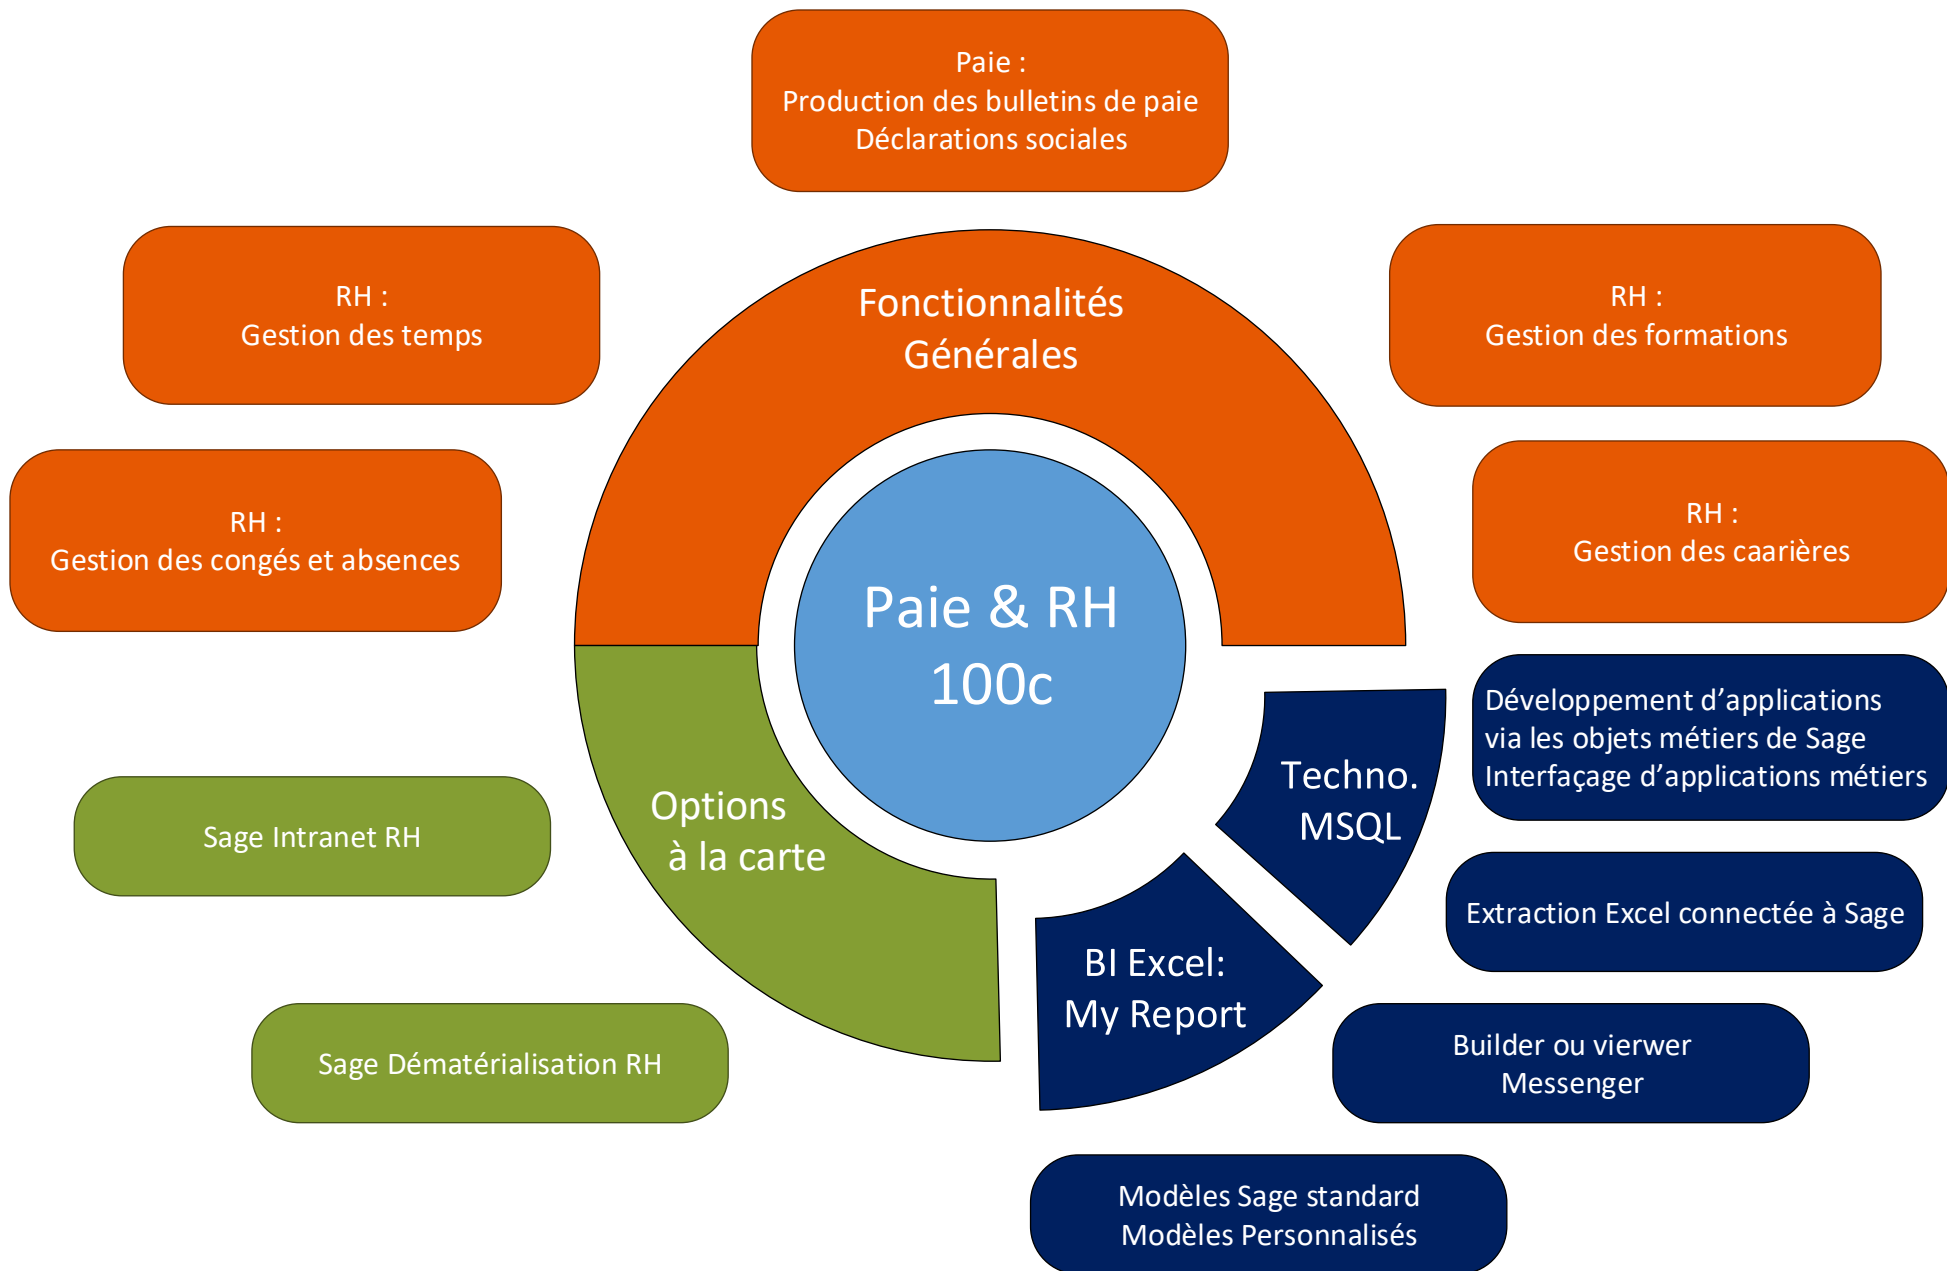 Paie :
Production des bulletins de paie
Déclarations sociales
RH :
Gestion des temps
Fonctionnalités
Générales
RH :
Gestion des formations
RH :
Gestion des congés et absences
RH :
Gestion des caarières
Paie & RH
100c
Développement d’applications
via les objets métiers de Sage
Interfaçage d’applications métiers
Techno.
MSQL
Options
à la carte
Sage Intranet RH
Extraction Excel connectée à Sage
BI Excel:
My Report
Sage Dématérialisation RH
Builder ou vierwer
Messenger
Modèles Sage standard
Modèles Personnalisés